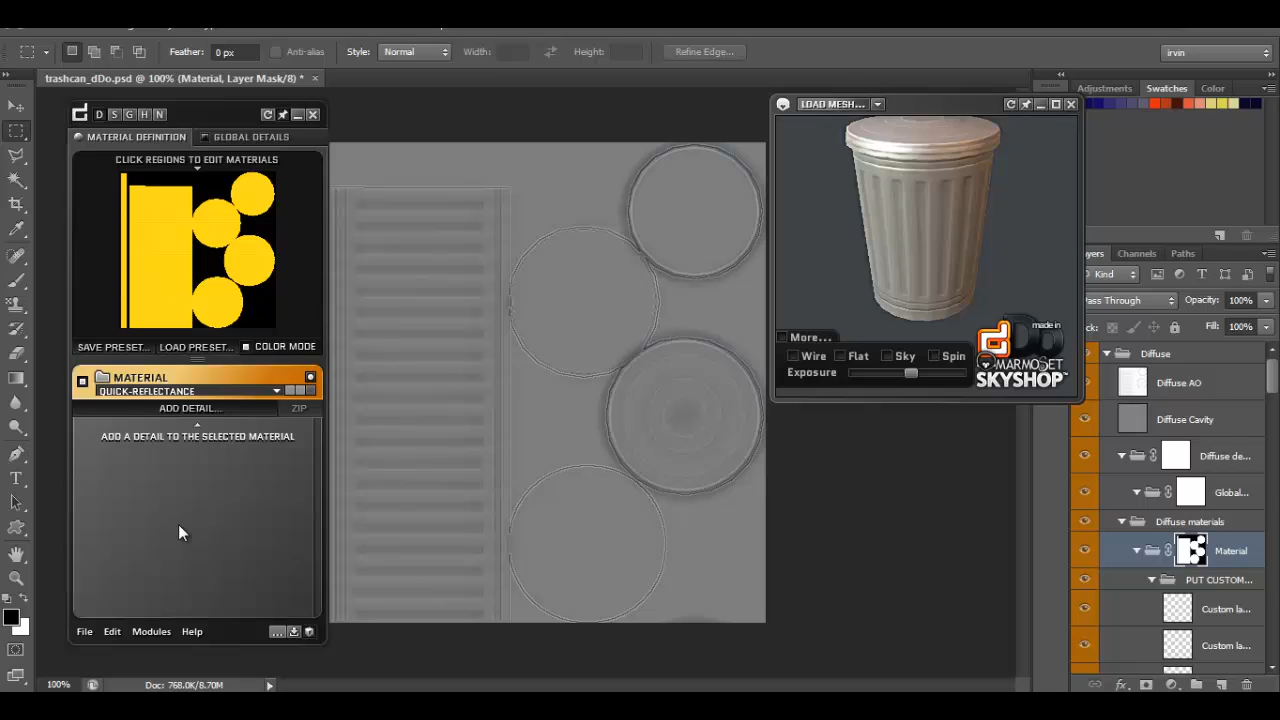 Feather: 0 px Anti-alias Style: Normal Width: Height: Refine Edge... irvin
trashcan_dDo.psd @ 100% (Material, Layer Mask/8) * ×
Adjustments Swatches Color
D S G H N
LOAD MESH...
MATERIAL DEFINITION GLOBAL DETAILS
CLICK REGIONS TO EDIT MATERIALS
Channels Paths
Kind
Pass Through Opacity: 100%
made in
MARMOSET
SKYSHOP™
More...
Wire Flat Sky Spin
Exposure
Fill: 100%
SAVE PRESET... LOAD PRESET... COLOR MODE
Diffuse
MATERIAL
QUICK-REFLECTANCE
Diffuse AO
ADD DETAIL... ZIP
ADD A DETAIL TO THE SELECTED MATERIAL
Diffuse Cavity
Diffuse de...
Global...
Diffuse materials
Material
PUT CUSTOM...
Custom la...
File Edit Modules Help
Custom la...
100% Doc: 768.0K/8.70M